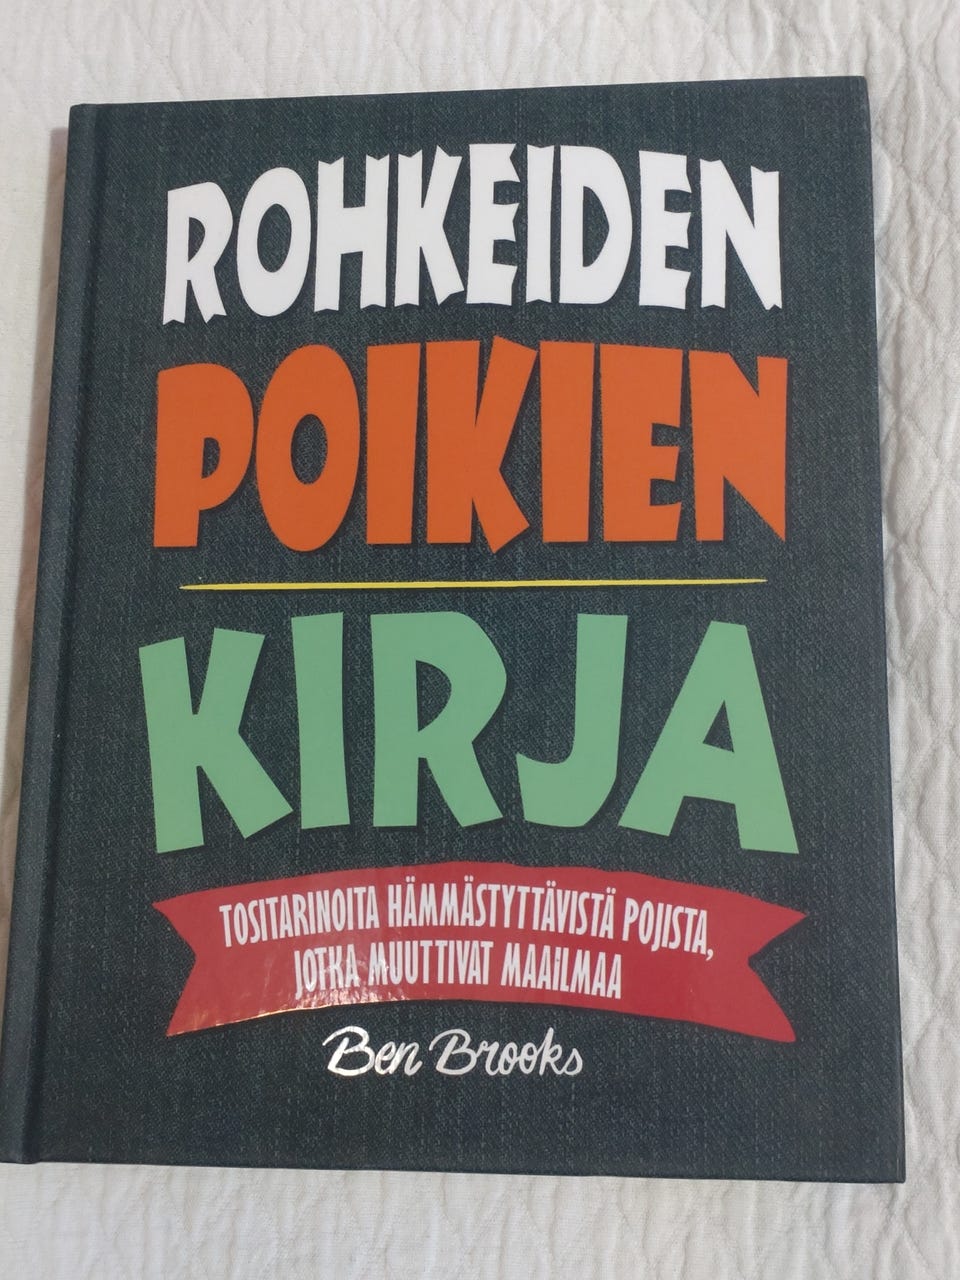 ROHKEIDEN
POIKIEN
KIRJA
TOSITARINOITA HÄMMÄSTYTTÄVISTÄ POJISTA,
JOTKA MUUTTIVAT MAAILMAA
Ben Brooks